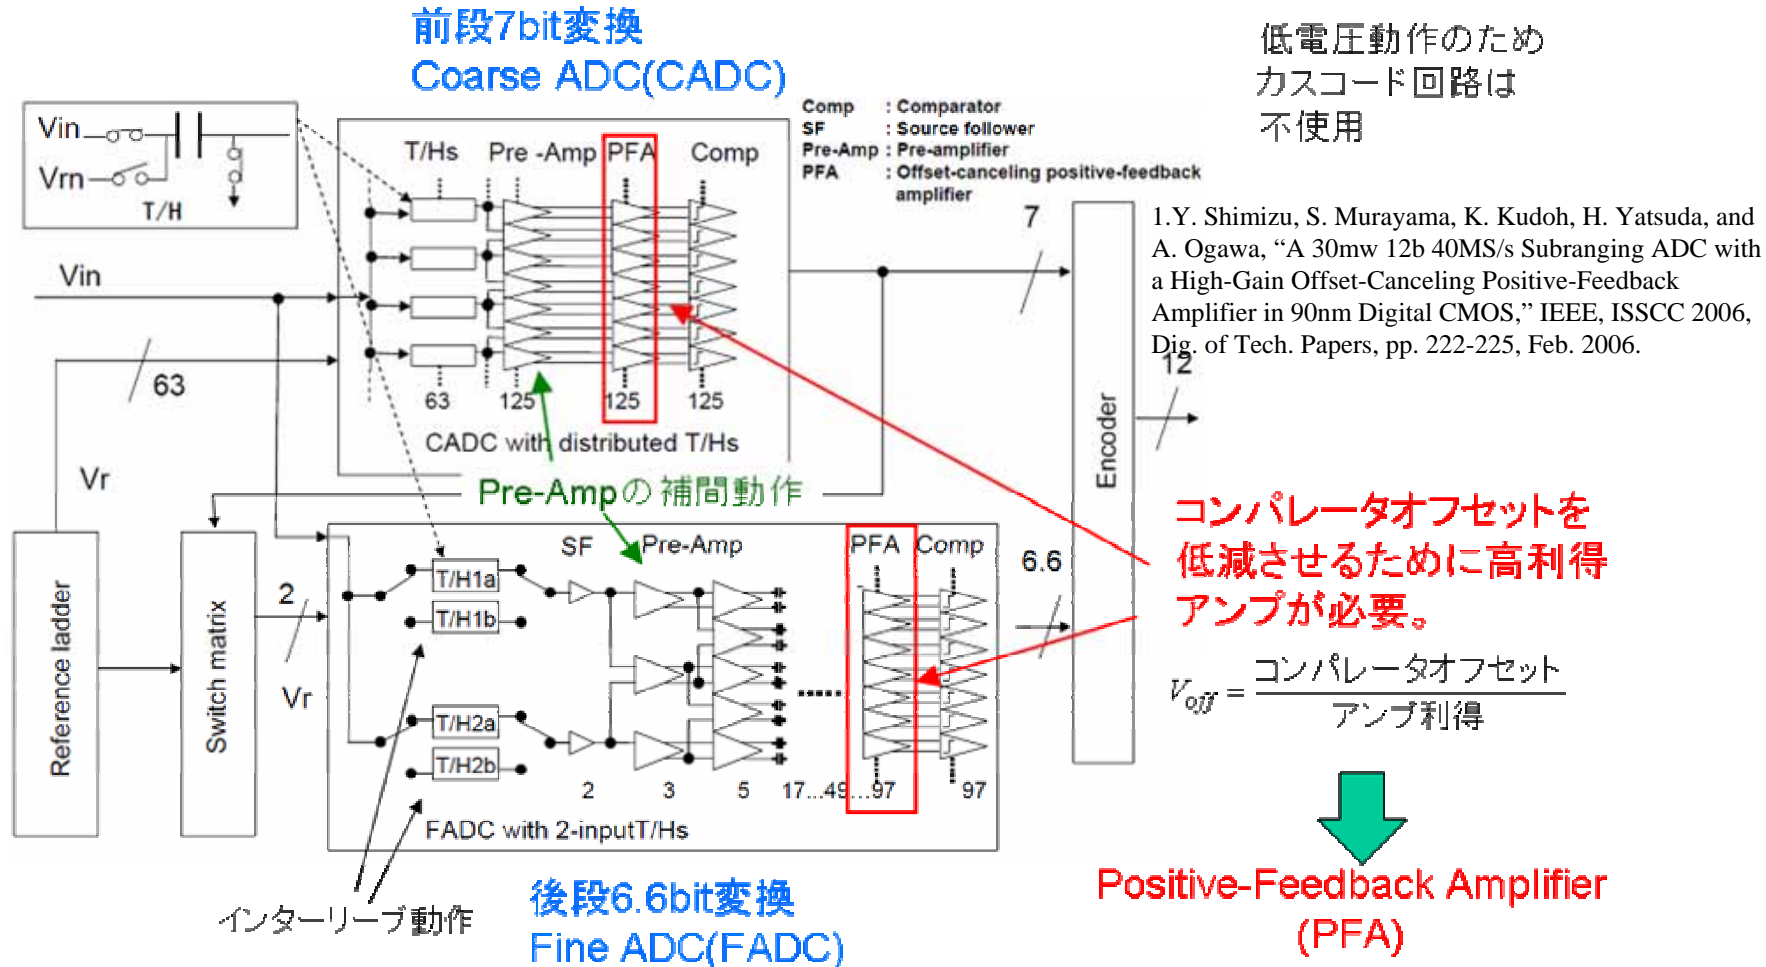 前段7bit変換
Coarse ADC(CADC)
低電圧動作のため
カスコード回路は
不使用
Comp : Comparator
SF : Source follower
Pre-Amp : Pre-amplifier
PFA : Offset-canceling positive-feedback
amplifier
Vin
Vrn
T/H
T/Hs Pre -Amp PFA Comp
63 125 125 125
CADC with distributed T/Hs
Vin
63
Vr
7
1.Y. Shimizu, S. Murayama, K. Kudoh, H. Yatsuda, and
A. Ogawa, “A 30mw 12b 40MS/s Subranging ADC with
a High-Gain Offset-Canceling Positive-Feedback
Amplifier in 90nm Digital CMOS,” IEEE, ISSCC 2006,
Dig. of Tech. Papers, pp. 222-225, Feb. 2006.
12
Encoder
Pre-Ampの補間動作
Reference ladder
Switch matrix
2
Vr
SF Pre-Amp PFA Comp
T/H1a
T/H1b
T/H2a
T/H2b
2 3 5 17...49...97 97
FADC with 2-inputT/Hs
6.6
コンパレータオフセットを
低減させるために高利得
アンプが必要。
Voff = コンパレータオフセット
アンプ利得
インターリーブ動作
後段6.6bit変換
Fine ADC(FADC)
Positive-Feedback Amplifier
(PFA)